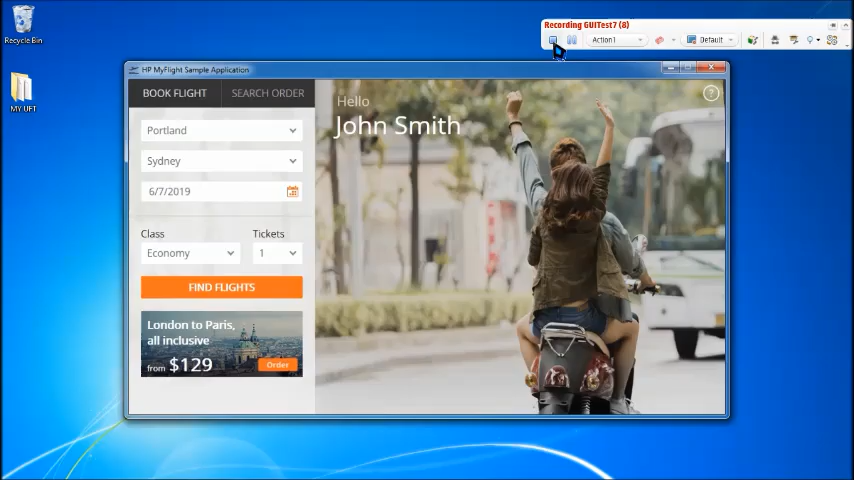 Recycle Bin
MY UFT
Recording GUITest7 (8)
Action1
Default
HP MyFlight Sample Application
BOOK FLIGHT
SEARCH ORDER
Hello
John Smith
?
Portland
Sydney
6/7/2019
Class
Tickets
Economy
1
FIND FLIGHTS
London to Paris,
all inclusive
from $129
Order